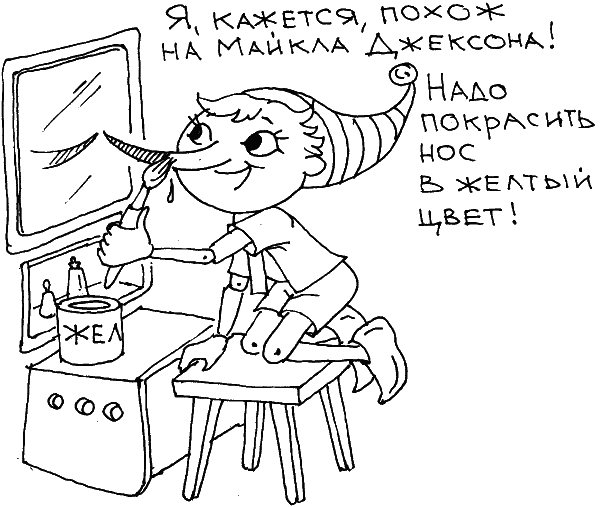 Я, КАЖЕТСЯ, ПОХОЖ
НА МАЙКЛА ДЖЕКСОНА!
НАДО
ПОКРАСИТЬ
НОС
В ЖЕЛТЫЙ
ЦВЕТ!
ЖЕЛ